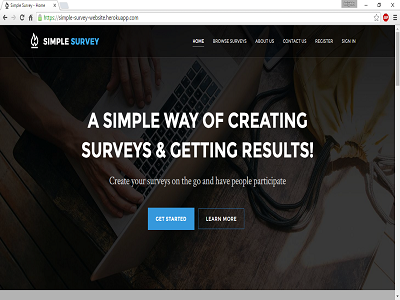 Simple Survey - Home
https://simple-survey-website.herokuapp.com
SIMPLE SURVEY
HOME BROWSE SURVEYS ABOUT US CONTACT US REGISTER SIGN IN
A SIMPLE WAY OF CREATING
SURVEYS & GETTING RESULTS!
Create your surveys on the go and have people participate
GET STARTED LEARN MORE